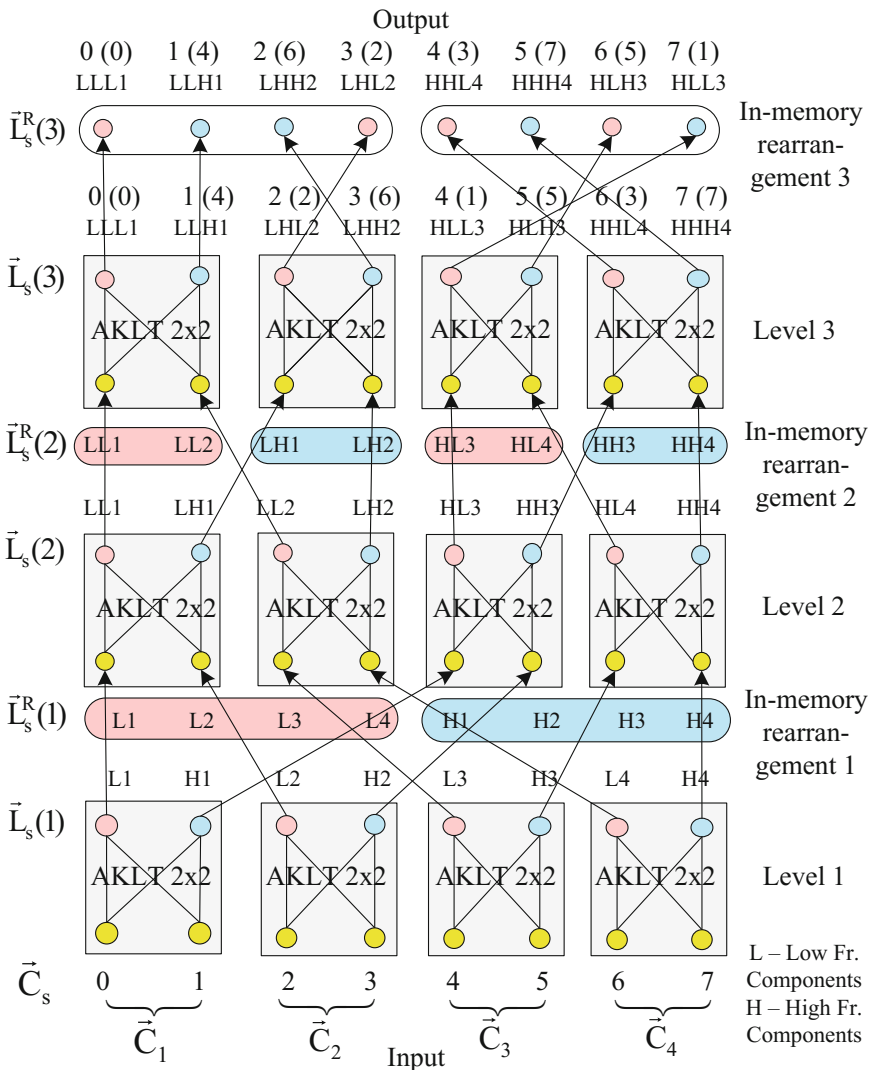 Output
0 (0) 1 (4) 2 (6) 3 (2) 4 (3) 5 (7) 6 (5) 7 (1)
LLL1 LLH1 LHH2 LHL2 HHL4 HHH4 HLH3 HLL3
L⃗ₛᴿ(3)
In-memory
rearran-
gement 3
0 (0) 1 (4) 2 (2) 3 (6) 4 (1) 5 (5) 6 (3) 7 (7)
LLL1 LLH1 LHL2 LHH2 HLL3 HLH3 HHL4 HHH4
L⃗ₛ(3)
AKLT 2x2 AKLT 2x2 AKLT 2x2 AKLT 2x2 Level 3
L⃗ₛᴿ(2) LL1 LL2 LH1 LH2 HL3 HL4 HH3 HH4
In-memory
rearran-
gement 2
LL1 LH1 LL2 LH2 HL3 HH3 HL4 HH4
L⃗ₛ(2)
AKLT 2x2 AKLT 2x2 AKLT 2x2 AKLT 2x2 Level 2
L⃗ₛᴿ(1) L1 L2 L3 L4 H1 H2 H3 H4
In-memory
rearran-
gement 1
L1 H1 L2 H2 L3 H3 L4 H4
L⃗ₛ(1)
AKLT 2x2 AKLT 2x2 AKLT 2x2 AKLT 2x2 Level 1
C⃗ₛ 0 1 2 3 4 5 6 7
C⃗₁ C⃗₂ C⃗₃ C⃗₄
Input
L – Low Fr.
Components
H – High Fr.
Components